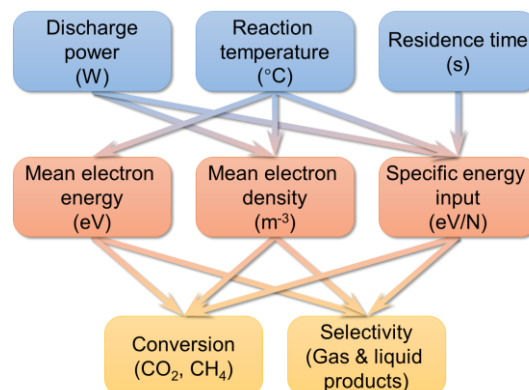 Discharge
power
(W)
Reaction
temperature
(°C)
Residence time
(s)
Mean electron
energy
(eV)
Mean electron
density
(m⁻³)
Specific energy
input
(eV/N)
Conversion
(CO₂, CH₄)
Selectivity
(Gas & liquid
products)